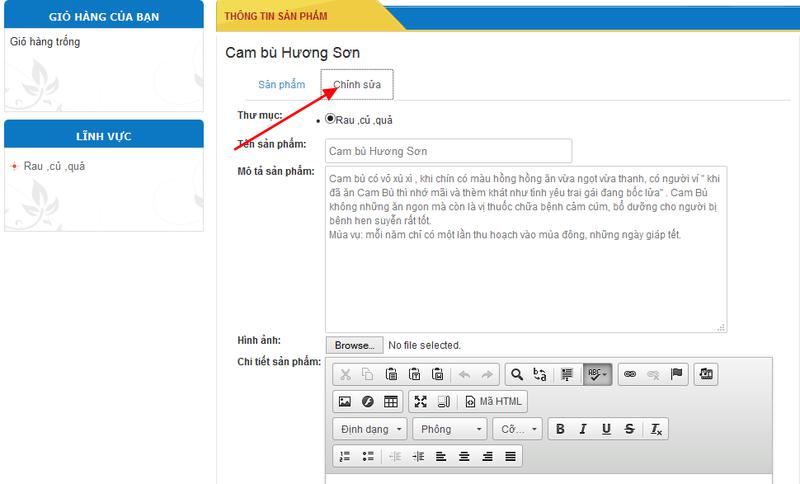 GIỎ HÀNG CỦA BẠN
Giỏ hàng trống
LĨNH VỰC
Rau ,củ ,quả
THÔNG TIN SẢN PHẨM
Cam bù Hương Sơn
Sản phẩm
Chỉnh sửa
Thư mục:
Rau ,củ ,quả
Tên sản phẩm:
Cam bù Hương Sơn
Mô tả sản phẩm:
Cam bù có vỏ xù xì , khi chín có màu hồng hồng ăn vừa ngọt vừa thanh, có người ví " khi
đã ăn Cam Bù thì nhớ mãi và thèm khát như tình yêu trai gái đang bốc lửa" . Cam Bù
không những ăn ngon mà còn là vị thuốc chữa bệnh cảm cúm, bổ dưỡng cho người bị
bệnh hen suyễn rất tốt.
Mùa vụ: mỗi năm chỉ có một lần thu hoạch vào mùa đông, những ngày giáp tết.
Hình ảnh:
Browse... No file selected.
Chi tiết sản phẩm:
ABC
Mã HTML
Định dạng
Phông
Cỡ...
B I U S Tx